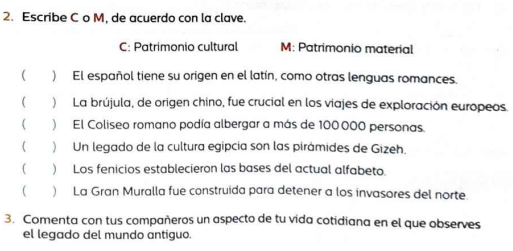 2. Escribe C o M, de acuerdo con la clave.
C: Patrimonio cultural M: Patrimonio material
( ) El español tiene su origen en el latín, como otras lenguas romances.
( ) La brújula, de origen chino, fue crucial en los viajes de exploración europeos.
( ) El Coliseo romano podía albergar a más de 100 000 personas.
( ) Un legado de la cultura egipcia son las pirámides de Gizeh.
( ) Los fenicios establecieron las bases del actual alfabeto.
( ) La Gran Muralla fue construida para detener a los invasores del norte.
3. Comenta con tus compañeros un aspecto de tu vida cotidiana en el que observes
el legado del mundo antiguo.